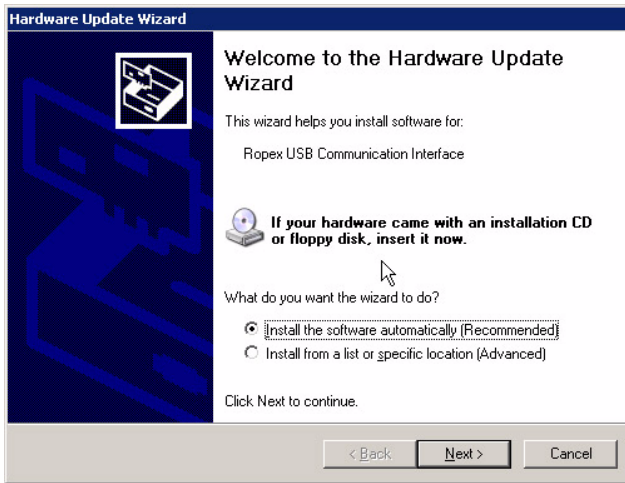 Hardware Update Wizard
Welcome to the Hardware Update
Wizard
This wizard helps you install software for:
Ropex USB Communication Interface
If your hardware came with an installation CD
or floppy disk, insert it now.
What do you want the wizard to do?
Install the software automatically (Recommended)
Install from a list or specific location (Advanced)
Click Next to continue.
< Back Next > Cancel